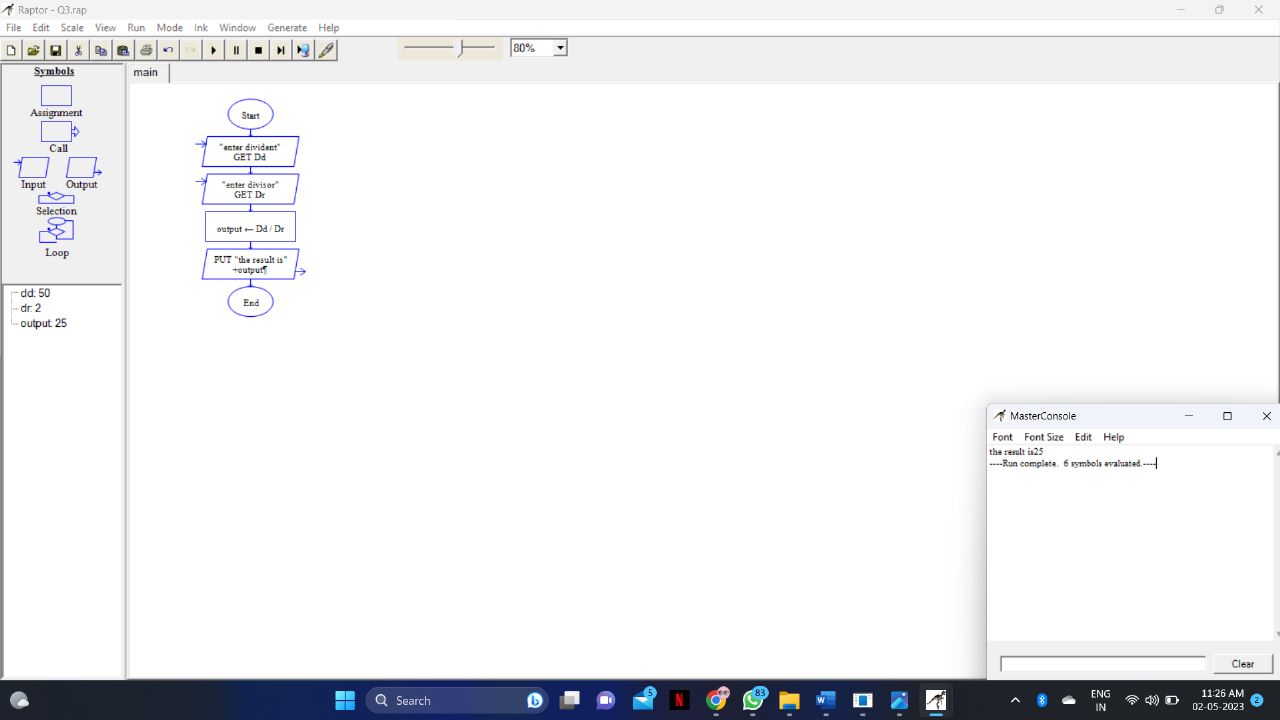 Raptor - Q3.rap
File Edit Scale View Run Mode Ink Window Generate Help
80%
Symbols
main
Assignment
Call
Input Output
Selection
Loop
Start
"enter divident"
GET Dd
"enter divisor"
GET Dr
output ← Dd / Dr
PUT "the result is"
+output¶
End
dd: 50
dr: 2
output: 25
MasterConsole
Font Font Size Edit Help
the result is25
----Run complete. 6 symbols evaluated.----
Clear
Search
5
83
ENG
IN
11:26 AM
02-05-2023
2